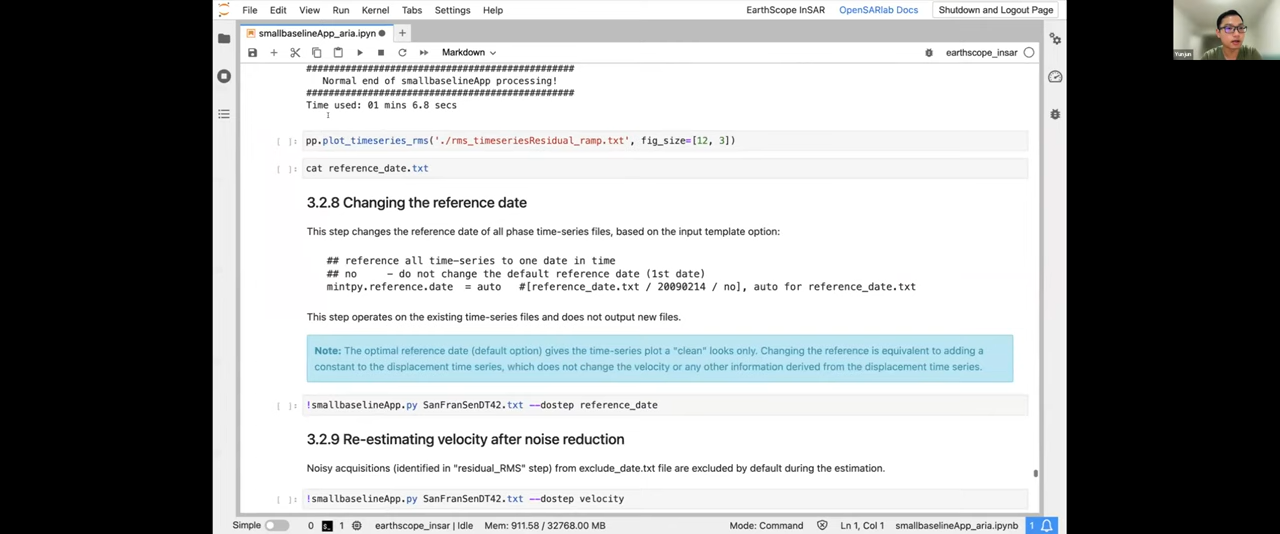 File Edit View Run Kernel Tabs Settings Help EarthScope InSAR OpenSARlab Docs Shutdown and Logout Page
smallbaselineApp_aria.ipyn
Markdown earthscope_insar
Yunjun
##################################################
Normal end of smallbaselineApp processing!
##################################################
Time used: 01 mins 6.8 secs
[ ]: pp.plot_timeseries_rms('./rms_timeseriesResidual_ramp.txt', fig_size=[12, 3])
[ ]: cat reference_date.txt
3.2.8 Changing the reference date
This step changes the reference date of all phase time-series files, based on the input template option:
## reference all time-series to one date in time
## no - do not change the default reference date (1st date)
mintpy.reference.date = auto #[reference_date.txt / 20090214 / no], auto for reference_date.txt
This step operates on the existing time-series files and does not output new files.
Note: The optimal reference date (default option) gives the time-series plot a "clean" looks only. Changing the reference is equivalent to adding a
constant to the displacement time series, which does not change the velocity or any other information derived from the displacement time series.
[ ]: !smallbaselineApp.py SanFranSenDT42.txt --dostep reference_date
3.2.9 Re-estimating velocity after noise reduction
Noisy acquisitions (identified in "residual_RMS" step) from exclude_date.txt file are excluded by default during the estimation.
[ ]: !smallbaselineApp.py SanFranSenDT42.txt --dostep velocity
Simple 0 1 earthscope_insar | Idle Mem: 911.58 / 32768.00 MB Mode: Command Ln 1, Col 1 smallbaselineApp_aria.ipynb 1